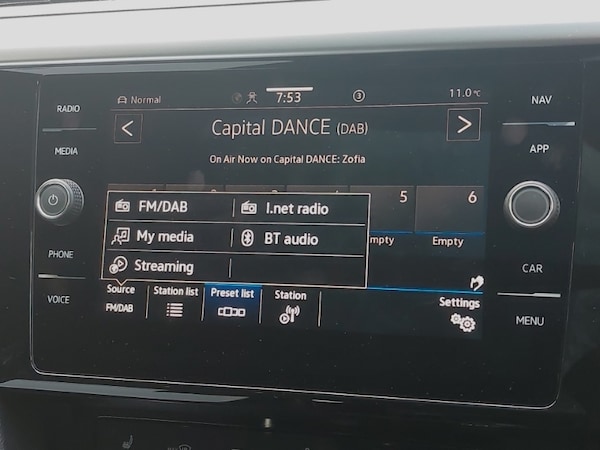 RADIO
MEDIA
PHONE
VOICE
Normal
7:53
3
11.0 °C
Capital DANCE (DAB)
On Air Now on Capital DANCE: Zofia
5
6
mpty
Empty
FM/DAB
I.net radio
My media
BT audio
Streaming
Source
FM/DAB
Station list
Preset list
Station
Settings
NAV
APP
CAR
MENU